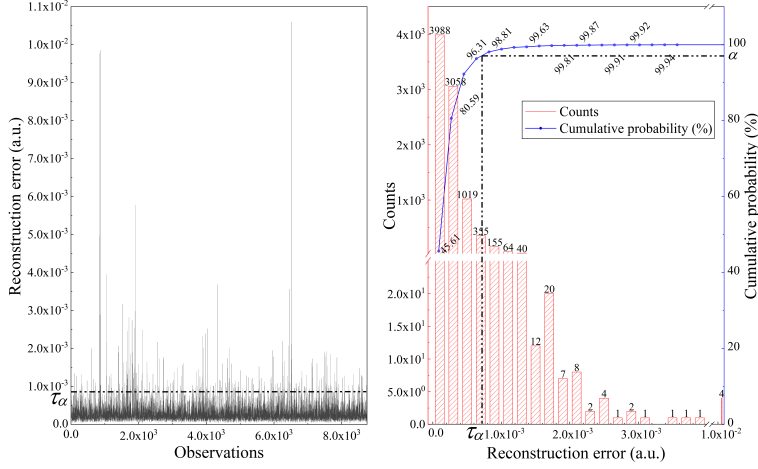 1.1x10⁻²
1.0x10⁻²
9.0x10⁻³
8.0x10⁻³
7.0x10⁻³
6.0x10⁻³
5.0x10⁻³
4.0x10⁻³
3.0x10⁻³
2.0x10⁻³
1.0x10⁻³
τα
0.0
Reconstruction error (a.u.)
0.0 2.0x10³ 4.0x10³ 6.0x10³ 8.0x10³
Observations
4x10³
3x10³
2x10³
1x10³
2.0x10¹
1.5x10¹
1.0x10¹
5.0x10⁰
0.0
Counts
3988
3058
1019
355
155
64
40
12
20
7
8
2
4
1
2
1
1
1
1
4
45.61
80.59
96.31
98.81
99.63
99.81
99.87
99.91
99.92
99.94
Counts
Cumulative probability (%)
100
α
80
60
40
20
0
Cumulative probability (%)
0.0 τα 1.0x10⁻³ 2.0x10⁻³ 3.0x10⁻³ 1.0x10⁻²
Reconstruction error (a.u.)